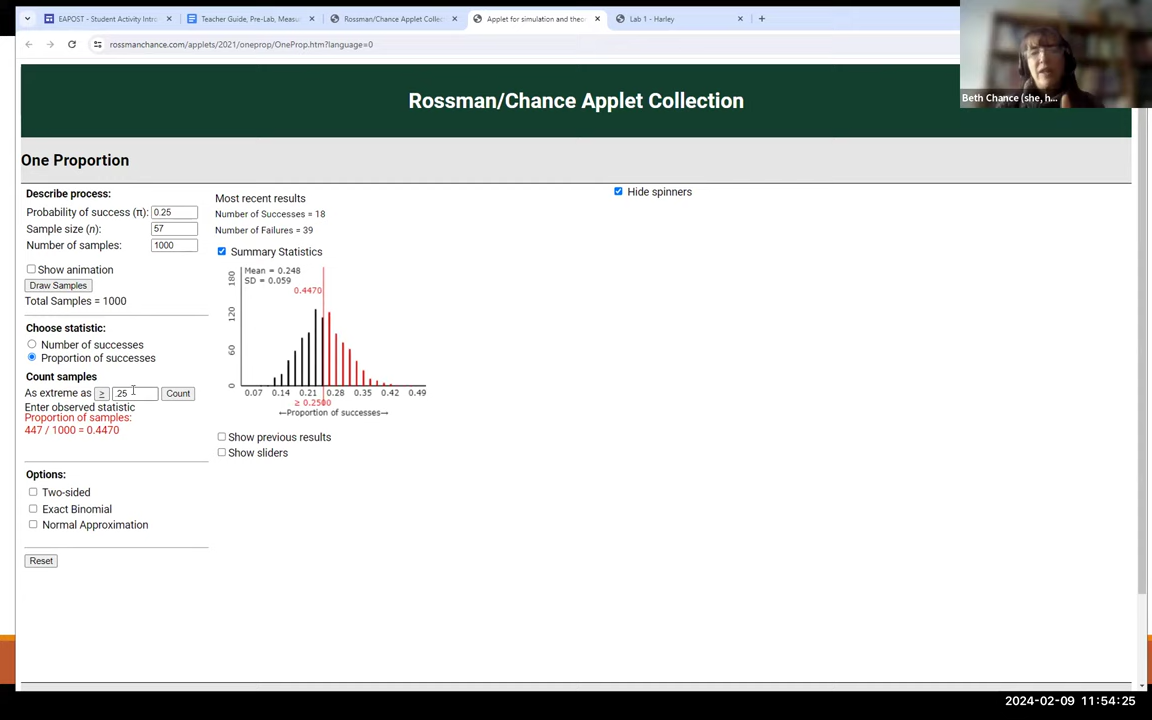 EAPOST - Student Activity Intro
Teacher Guide, Pre-Lab, Measu
Rossman/Chance Applet Collec
Applet for simulation and theo
Lab 1 - Harley
rossmanchance.com/applets/2021/oneprop/OneProp.htm?language=0
Beth Chance (she, h...
Rossman/Chance Applet Collection
One Proportion
Describe process:
Probability of success (π): 0.25
Sample size (n): 57
Number of samples: 1000
Show animation
Draw Samples
Total Samples = 1000
Choose statistic:
Number of successes
Proportion of successes
Count samples
As extreme as ≥ .25 Count
Enter observed statistic
Proportion of samples:
447 / 1000 = 0.4470
Options:
Two-sided
Exact Binomial
Normal Approximation
Reset
Most recent results
Number of Successes = 18
Number of Failures = 39
Summary Statistics
Mean = 0.248
SD = 0.059
0.4470
180
120
60
0
0.07 0.14 0.21 0.28 0.35 0.42 0.49
≥ 0.2500
←Proportion of successes→
Show previous results
Show sliders
Hide spinners
2024-02-09 11:54:25